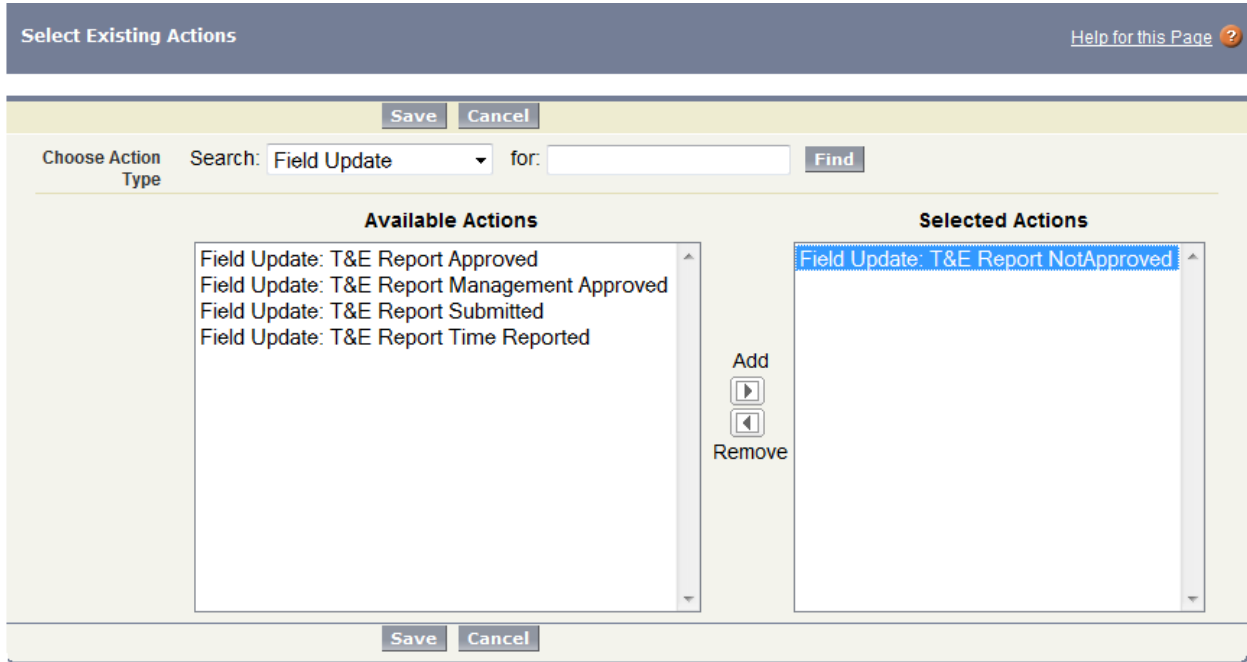 Select Existing Actions
Help for this Page ?
Save Cancel
Choose Action Type
Search: Field Update for: Find
Available Actions
Selected Actions
Field Update: T&E Report Approved
Field Update: T&E Report Management Approved
Field Update: T&E Report Submitted
Field Update: T&E Report Time Reported
Add
Remove
Field Update: T&E Report NotApproved
Save Cancel